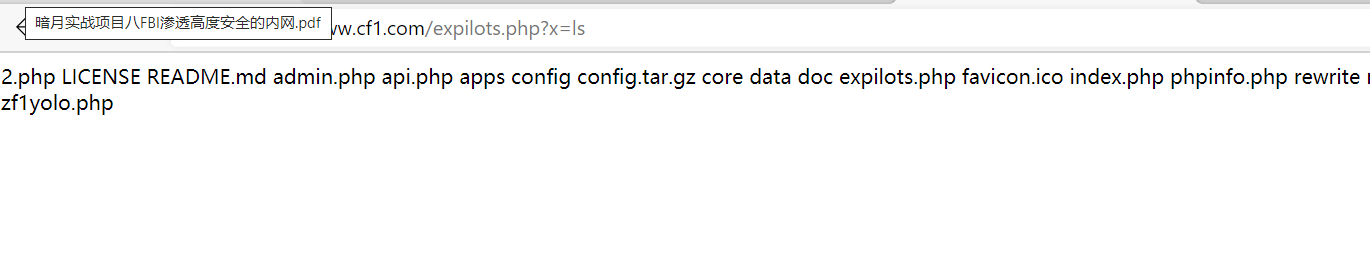 暗月实战项目八FBI渗透高度安全的内网.pdf
w.cf1.com/expilots.php?x=ls
2.php LICENSE README.md admin.php api.php apps config config.tar.gz core data doc expilots.php favicon.ico index.php phpinfo.php rewrite
zf1yolo.php